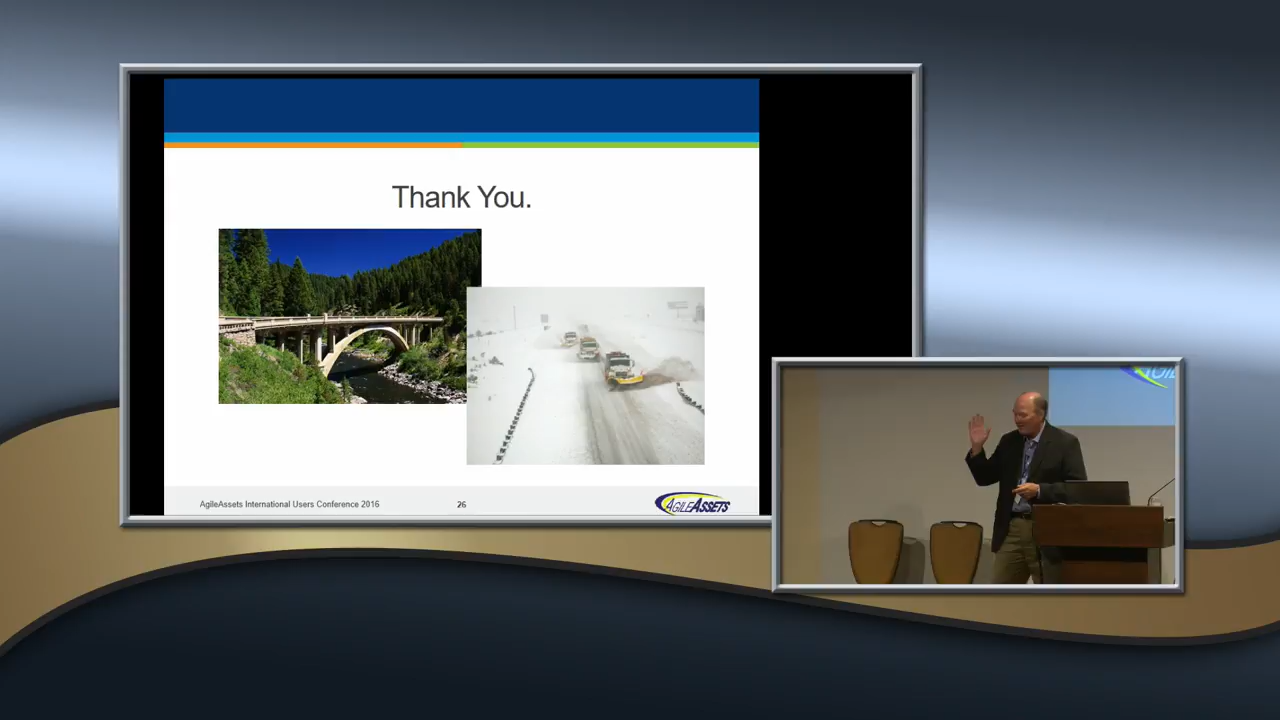 Thank You.
AgileAssets International Users Conference 2016
26
AGILEASSETS